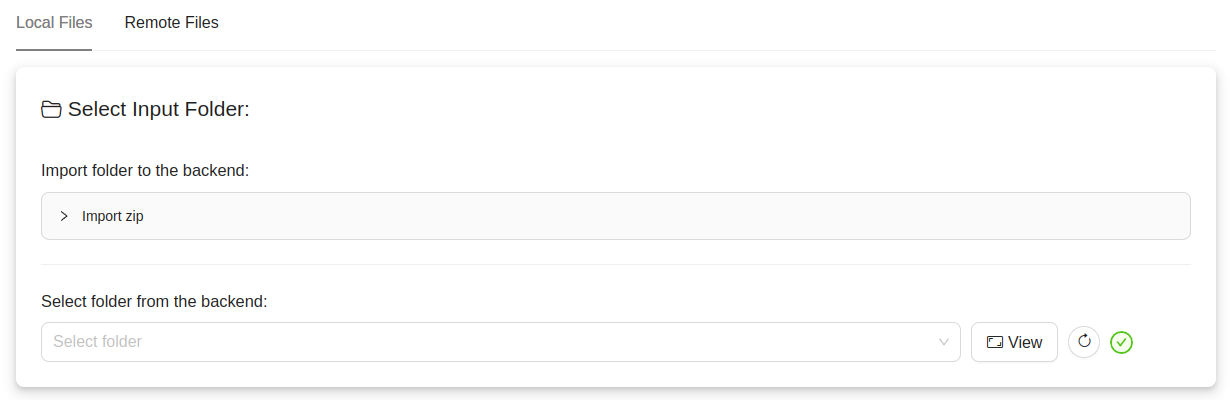 Local Files Remote Files
Select Input Folder:
Import folder to the backend:
Import zip
Select folder from the backend:
Select folder View